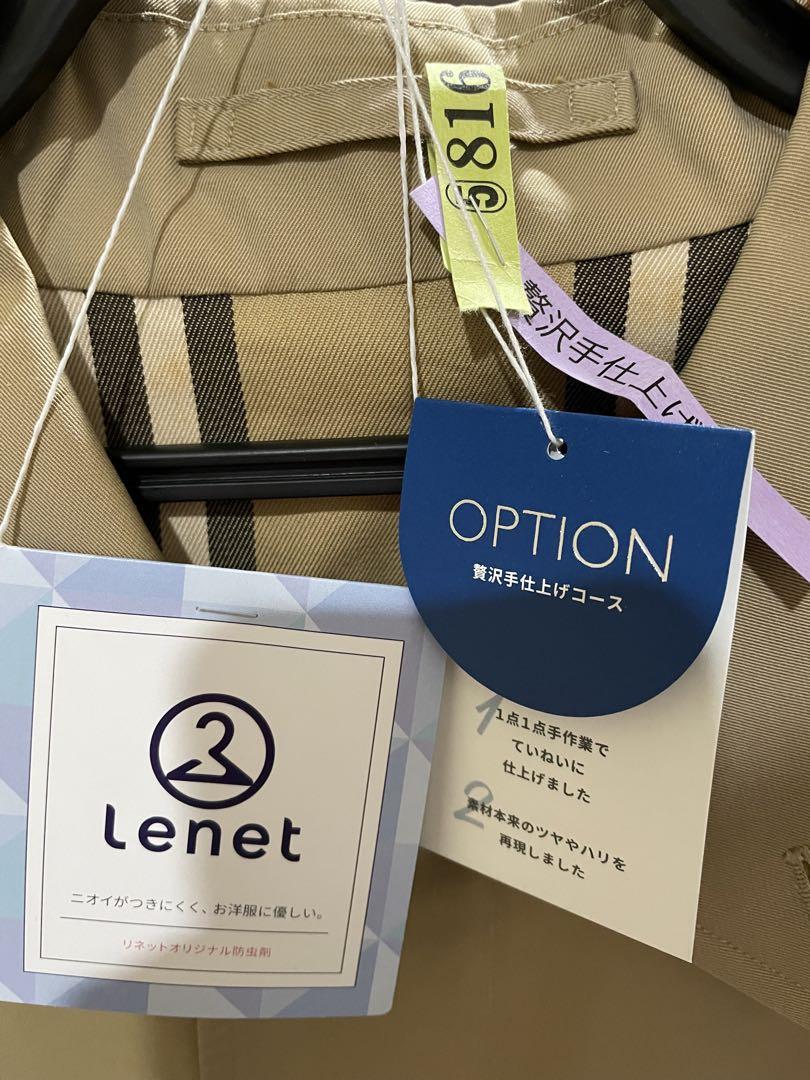 5816
贅沢手仕上げ
OPTION
贅沢手仕上げコース
1
1点1点手作業で
ていねいに
仕上げました
2
素材本来のツヤやハリを
再現しました
Lenet
ニオイがつきにくく、お洋服に優しい。
リネットオリジナル防虫剤